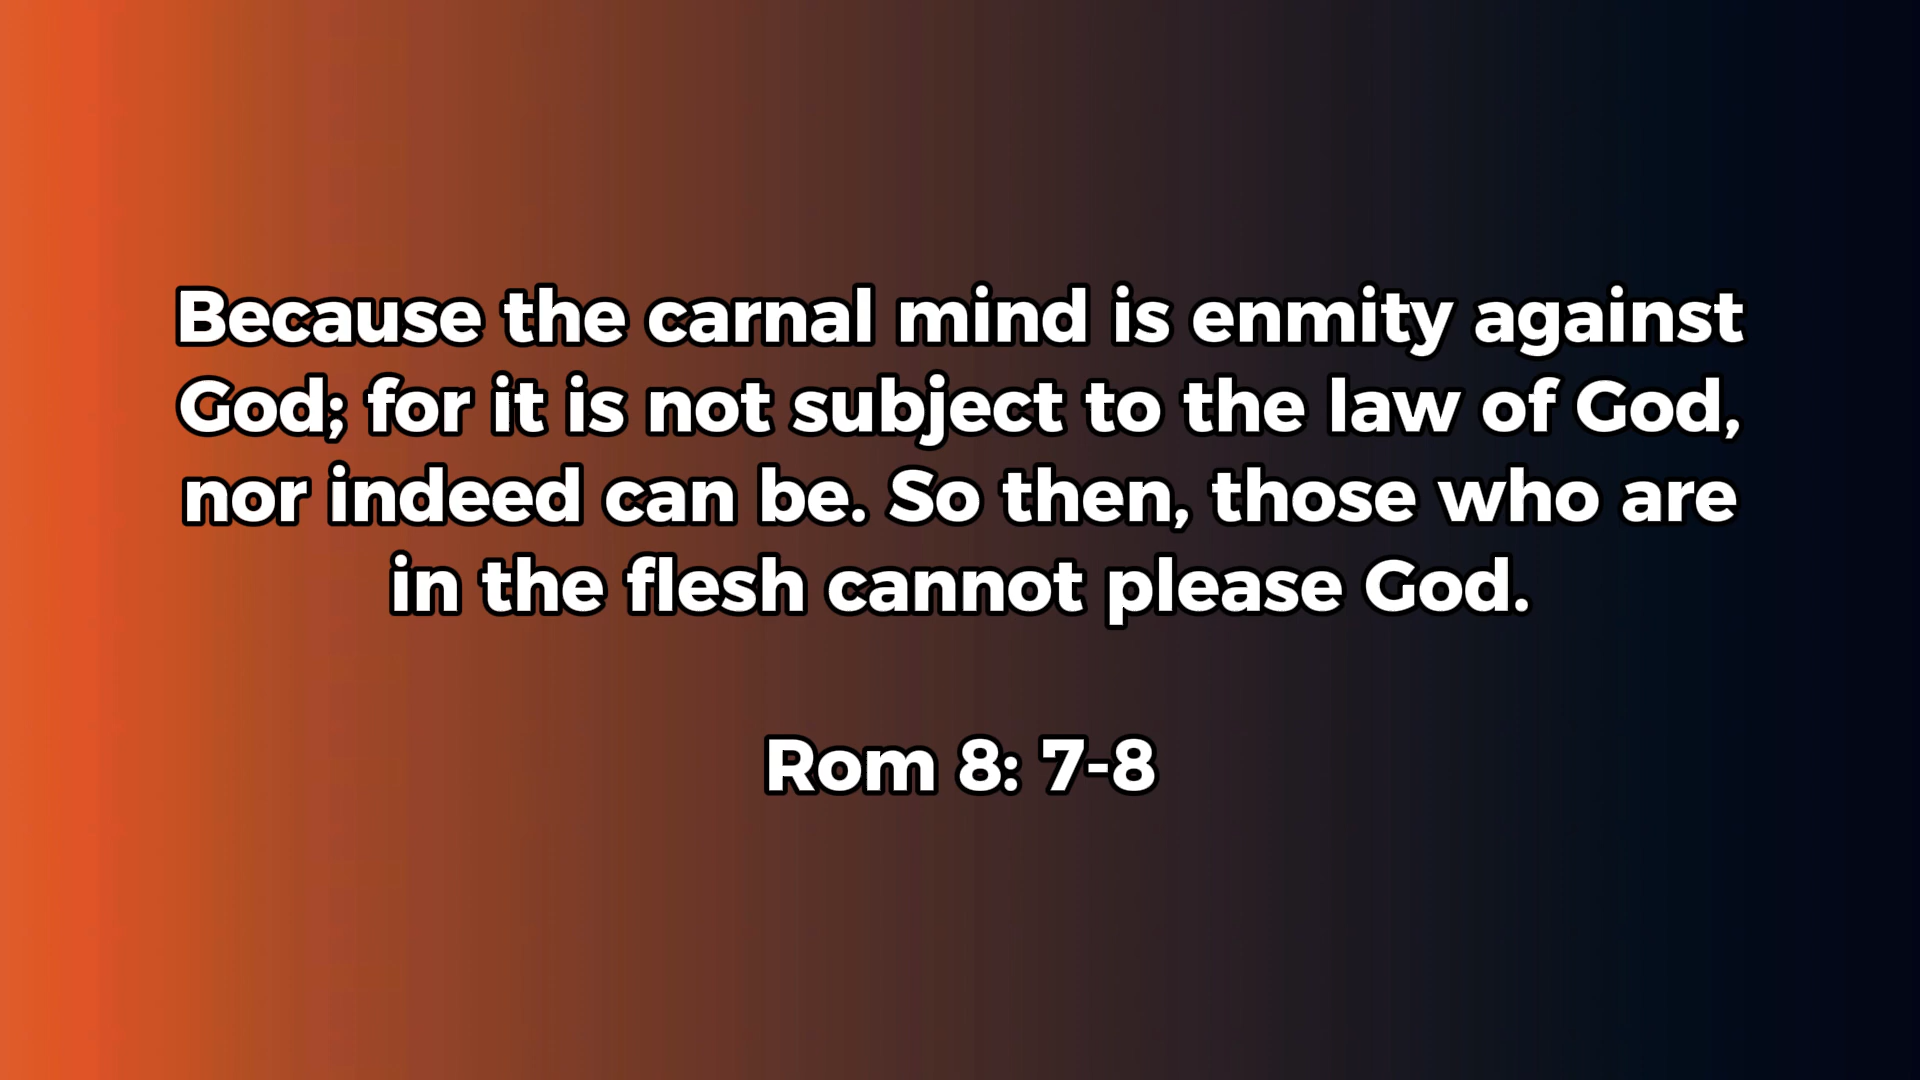 Because the carnal mind is enmity against
God; for it is not subject to the law of God,
nor indeed can be. So then, those who are
in the flesh cannot please God.
Rom 8: 7-8